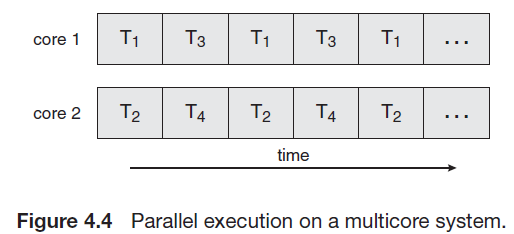 core 1 T1 T3 T1 T3 T1 ...
core 2 T2 T4 T2 T4 T2 ...
time
Figure 4.4 Parallel execution on a multicore system.